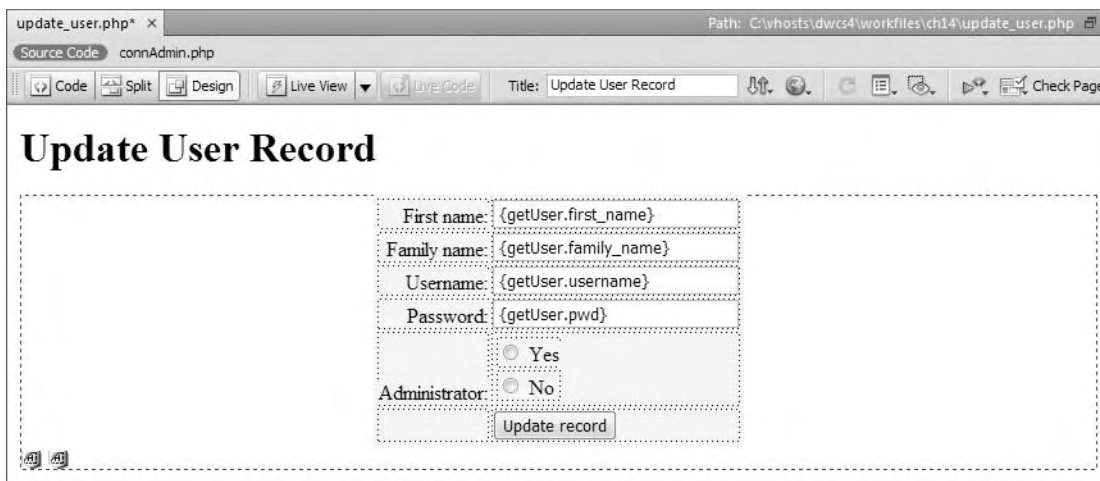 update_user.php* ×
Path: C:\vhosts\dwcs4\workfiles\ch14\update_user.php
Source Code connAdmin.php
Code Split Design Live View Live Code Title: Update User Record Check Page
Update User Record
First name: {getUser.first_name}
Family name: {getUser.family_name}
Username: {getUser.username}
Password: {getUser.pwd}
Yes
Administrator: No
Update record